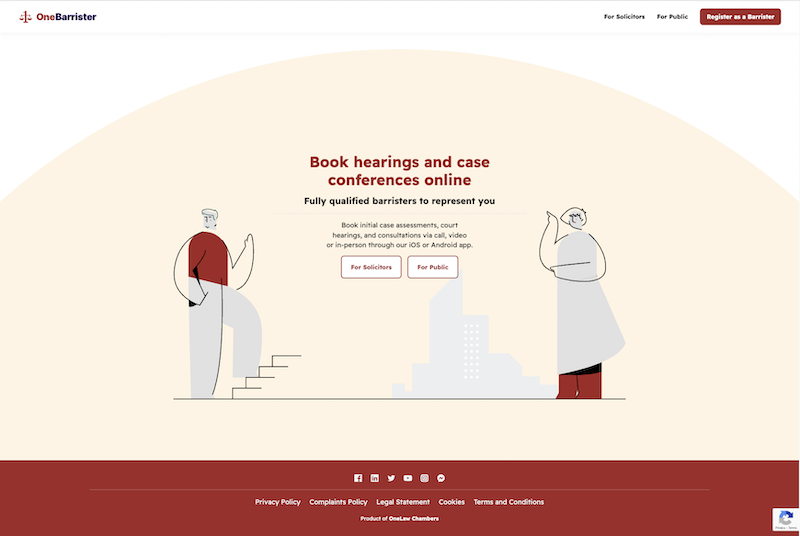 OneBarrister
For Solicitors
For Public
Register as a Barrister
Book hearings and case
conferences online
Fully qualified barristers to represent you
Book initial case assessments, court
hearings, and consultations via call, video
or in-person through our iOS or Android app.
For Solicitors
For Public
Privacy Policy
Complaints Policy
Legal Statement
Cookies
Terms and Conditions
Product of OneLaw Chambers
Privacy - Terms